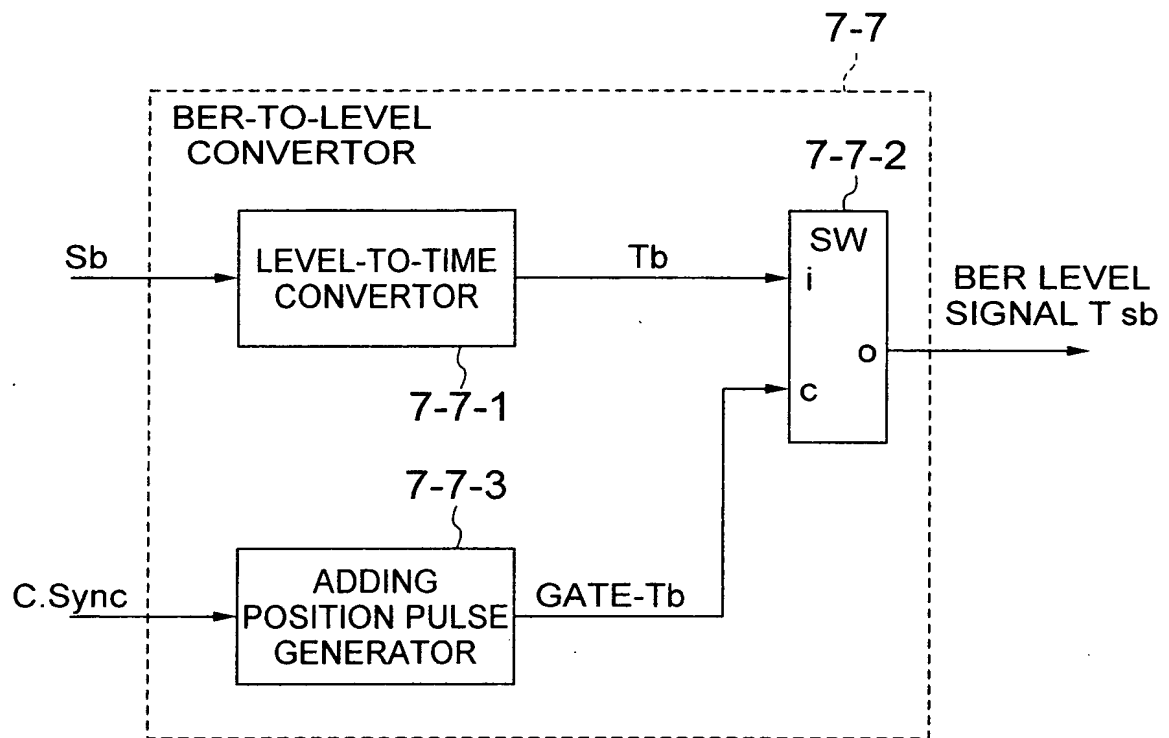 7-7
BER-TO-LEVEL
CONVERTOR
7-7-2
SW
Sb
LEVEL-TO-TIME
CONVERTOR
Tb
i
BER LEVEL
SIGNAL T sb
o
7-7-1
c
7-7-3
C.Sync
ADDING
POSITION PULSE
GENERATOR
GATE-Tb